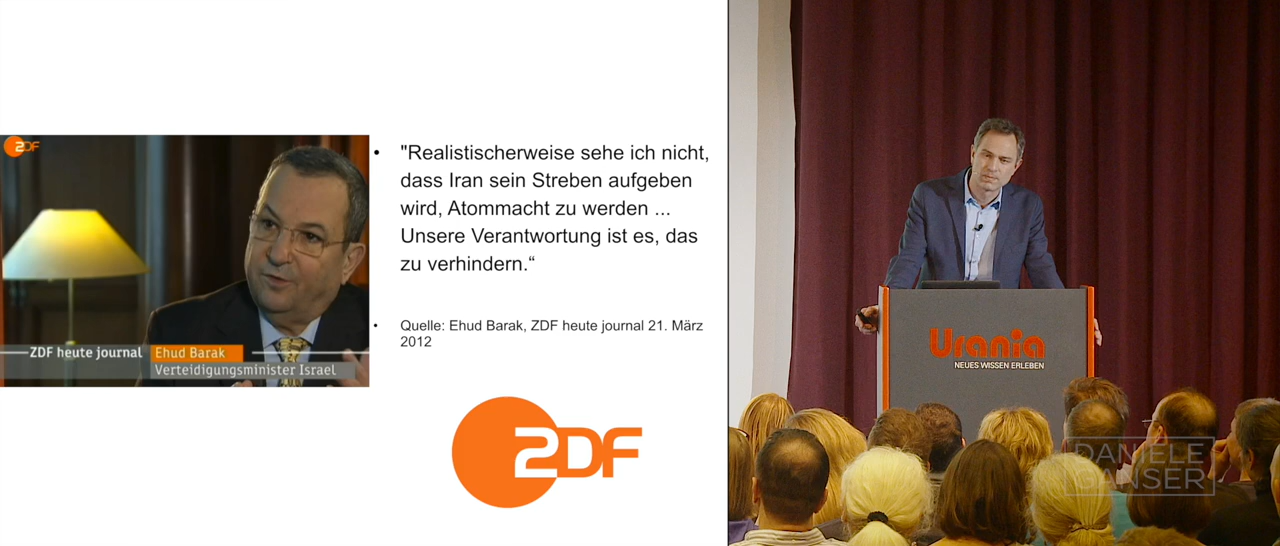 ZDF
ZDF heute journal
Ehud Barak
Verteidigungsminister Israel
• "Realistischerweise sehe ich nicht,
dass Iran sein Streben aufgeben
wird, Atommacht zu werden ...
Unsere Verantwortung ist es, das
zu verhindern.“
• Quelle: Ehud Barak, ZDF heute journal 21. März
2012
ZDF
Urania
NEUES WISSEN ERLEBEN
DANIELE
GANSER